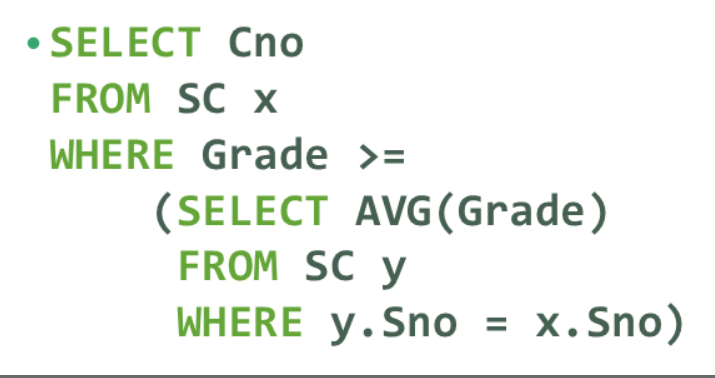 •SELECT Cno
FROM SC x
WHERE Grade >=
(SELECT AVG(Grade)
FROM SC y
WHERE y.Sno = x.Sno)